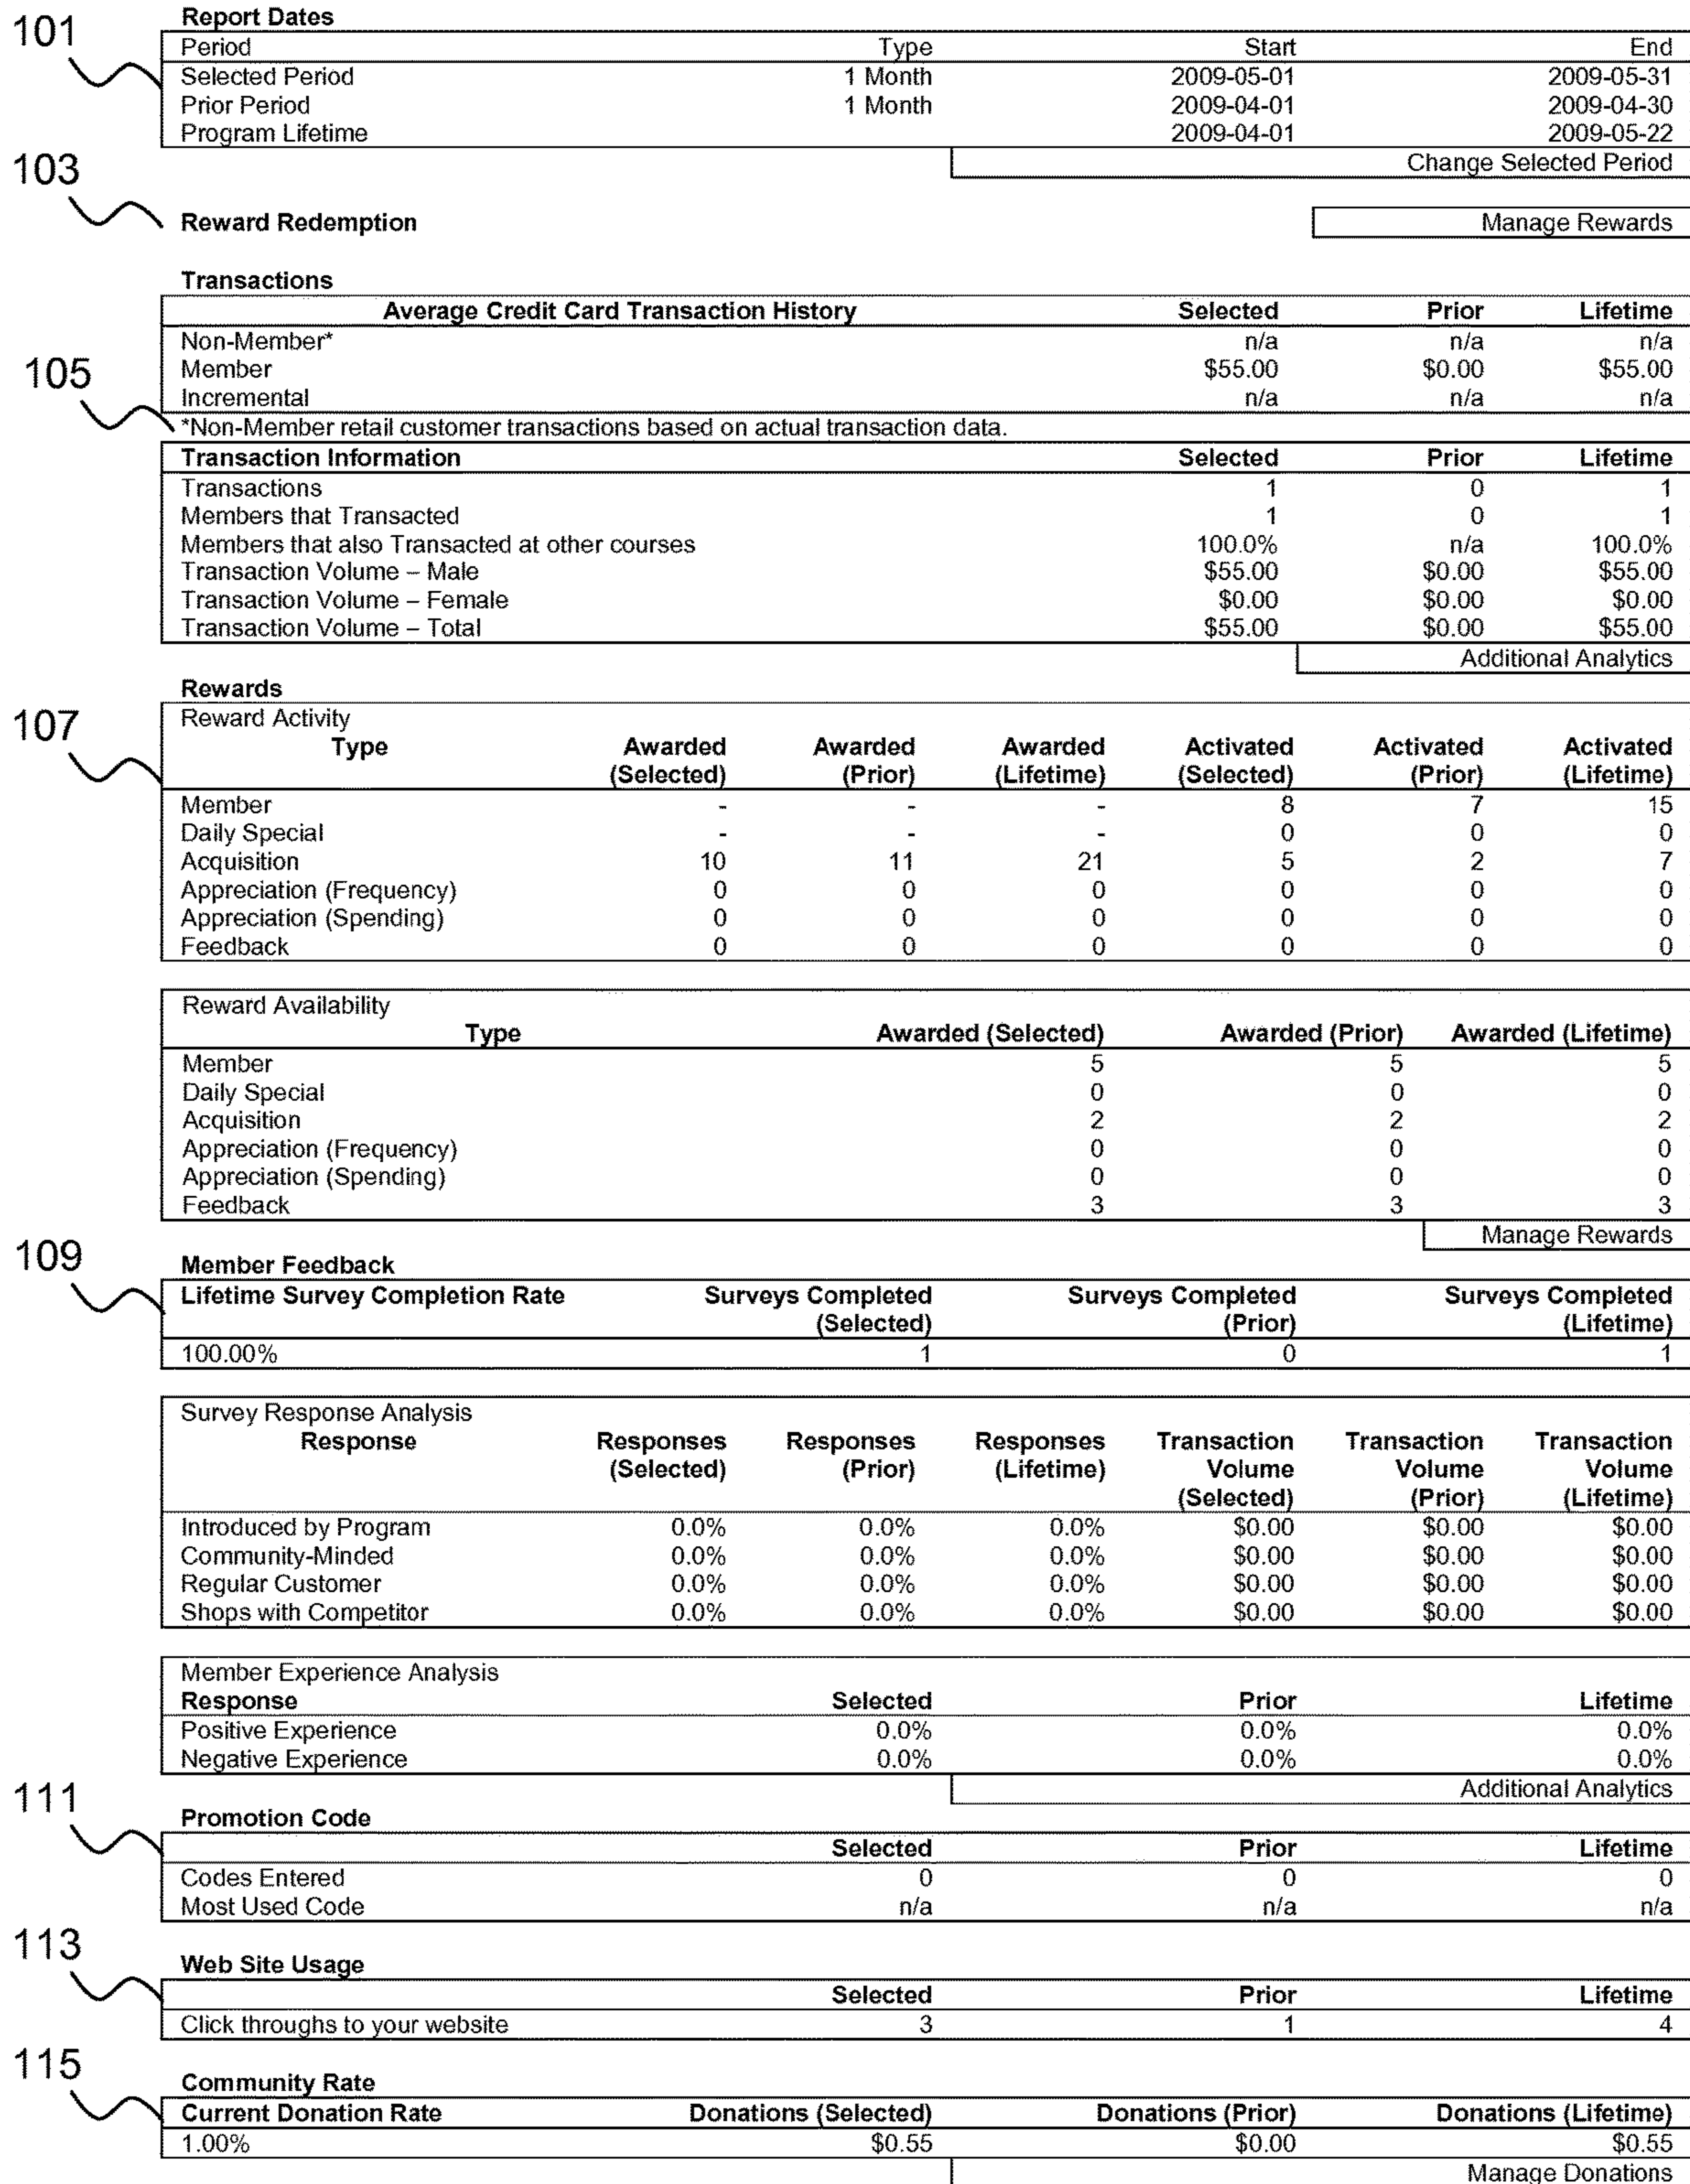 Report Dates
101
Period Type Start End
Selected Period 1 Month 2009-05-01 2009-05-31
Prior Period 1 Month 2009-04-01 2009-04-30
Program Lifetime 2009-04-01 2009-05-22
Change Selected Period
103
Reward Redemption Manage Rewards
Transactions
Average Credit Card Transaction History Selected Prior Lifetime
Non-Member* n/a n/a n/a
Member $55.00 $0.00 $55.00
105
Incremental n/a n/a n/a
*Non-Member retail customer transactions based on actual transaction data.
Transaction Information Selected Prior Lifetime
Transactions 1 0 1
Members that Transacted 1 0 1
Members that also Transacted at other courses 100.0% n/a 100.0%
Transaction Volume – Male $55.00 $0.00 $55.00
Transaction Volume – Female $0.00 $0.00 $0.00
Transaction Volume – Total $55.00 $0.00 $55.00
Additional Analytics
Rewards
107
Reward Activity
Type Awarded Awarded Awarded Activated Activated Activated
(Selected) (Prior) (Lifetime) (Selected) (Prior) (Lifetime)
Member - - - 8 7 15
Daily Special - - - 0 0 0
Acquisition 10 11 21 5 2 7
Appreciation (Frequency) 0 0 0 0 0 0
Appreciation (Spending) 0 0 0 0 0 0
Feedback 0 0 0 0 0 0
Reward Availability
Type Awarded (Selected) Awarded (Prior) Awarded (Lifetime)
Member 5 5 5
Daily Special 0 0 0
Acquisition 2 2 2
Appreciation (Frequency) 0 0 0
Appreciation (Spending) 0 0 0
Feedback 3 3 3
Manage Rewards
109
Member Feedback
Lifetime Survey Completion Rate Surveys Completed Surveys Completed Surveys Completed
(Selected) (Prior) (Lifetime)
100.00% 1 0 1
Survey Response Analysis
Response Responses Responses Responses Transaction Transaction Transaction
(Selected) (Prior) (Lifetime) Volume Volume Volume
(Selected) (Prior) (Lifetime)
Introduced by Program 0.0% 0.0% 0.0% $0.00 $0.00 $0.00
Community-Minded 0.0% 0.0% 0.0% $0.00 $0.00 $0.00
Regular Customer 0.0% 0.0% 0.0% $0.00 $0.00 $0.00
Shops with Competitor 0.0% 0.0% 0.0% $0.00 $0.00 $0.00
Member Experience Analysis
Response Selected Prior Lifetime
Positive Experience 0.0% 0.0% 0.0%
Negative Experience 0.0% 0.0% 0.0%
Additional Analytics
111
Promotion Code
Selected Prior Lifetime
Codes Entered 0 0 0
Most Used Code n/a n/a n/a
113
Web Site Usage
Selected Prior Lifetime
Click throughs to your website 3 1 4
115
Community Rate
Current Donation Rate Donations (Selected) Donations (Prior) Donations (Lifetime)
1.00% $0.55 $0.00 $0.55
Manage Donations